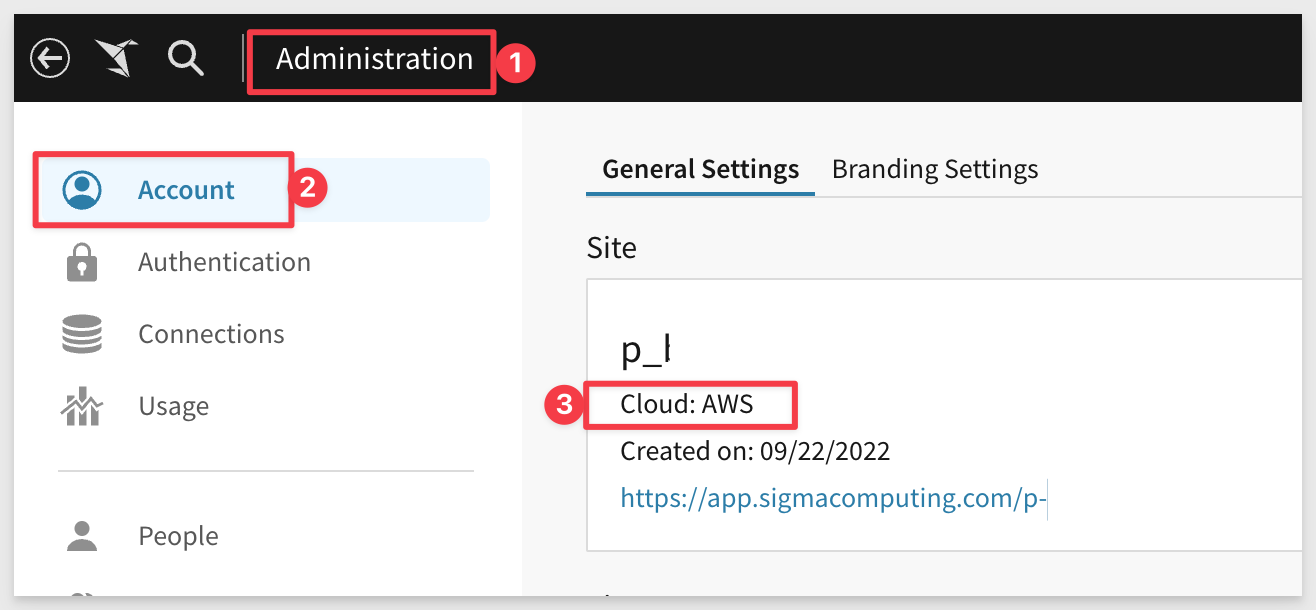 Administration
1
Account
2
Authentication
Connections
Usage
People
General Settings
Branding Settings
Site
p_
3
Cloud: AWS
Created on: 09/22/2022
https://app.sigmacomputing.com/p-